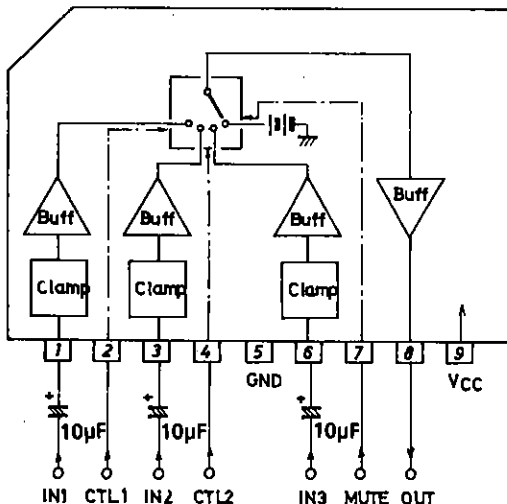 Buff Buff Buff Buff
Clamp Clamp Clamp
1 2 3 4 5 6 7 8 9
GND VCC
+ + +
10μF 10μF 10μF
IN1 CTL1 IN2 CTL2 IN3 MUTE OUT